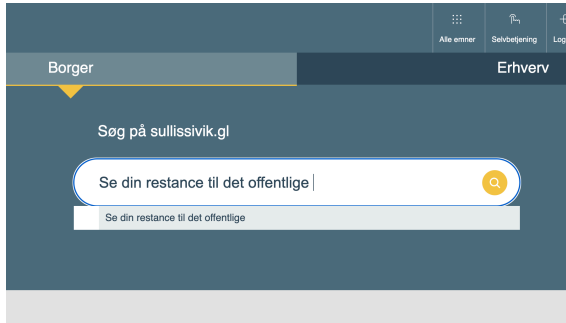 Alle emner
Selvbetjening
Log
Borger
Erhverv
Søg på sullissivik.gl
Se din restance til det offentlige
Se din restance til det offentlige